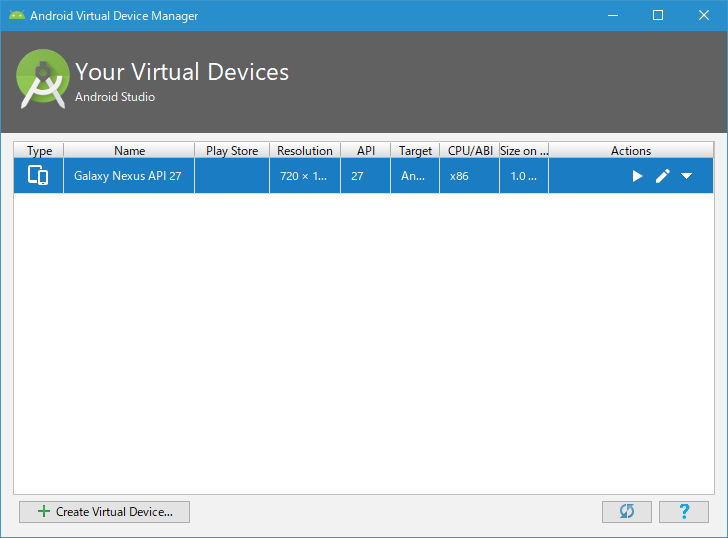 Android Virtual Device Manager
Your Virtual Devices
Android Studio
Type Name Play Store Resolution API Target CPU/ABI Size on ... Actions
Galaxy Nexus API 27 720 × 1... 27 An... x86 1.0 ...
Create Virtual Device...
?